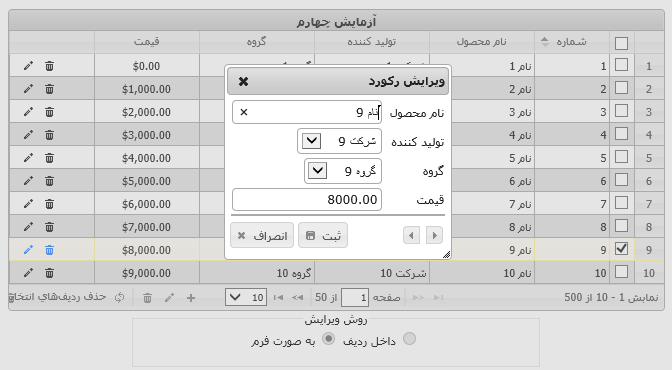 آزمایش چهارم
شماره نام محصول تولید کننده گروه قیمت
1 1 نام 1 $0.00
2 2 نام 2 $1,000.00
3 3 نام 3 $2,000.00
4 4 نام 4 $3,000.00
5 5 نام 5 $4,000.00
6 6 نام 6 $5,000.00
7 7 نام 7 $6,000.00
8 8 نام 8 $7,000.00
9 9 نام 9 $8,000.00
10 10 نام 10 شرکت 10 گروه 10 $9,000.00
ویرایش رکورد
نام محصول نام 9
تولید کننده شرکت 9
گروه گروه 9
قیمت 8000.00
ثبت انصراف
نمایش 1 - 10 از 500 صفحه 1 از 50 10 حذف ردیف‌های
روش ویرایش
داخل ردیف به صورت فرم